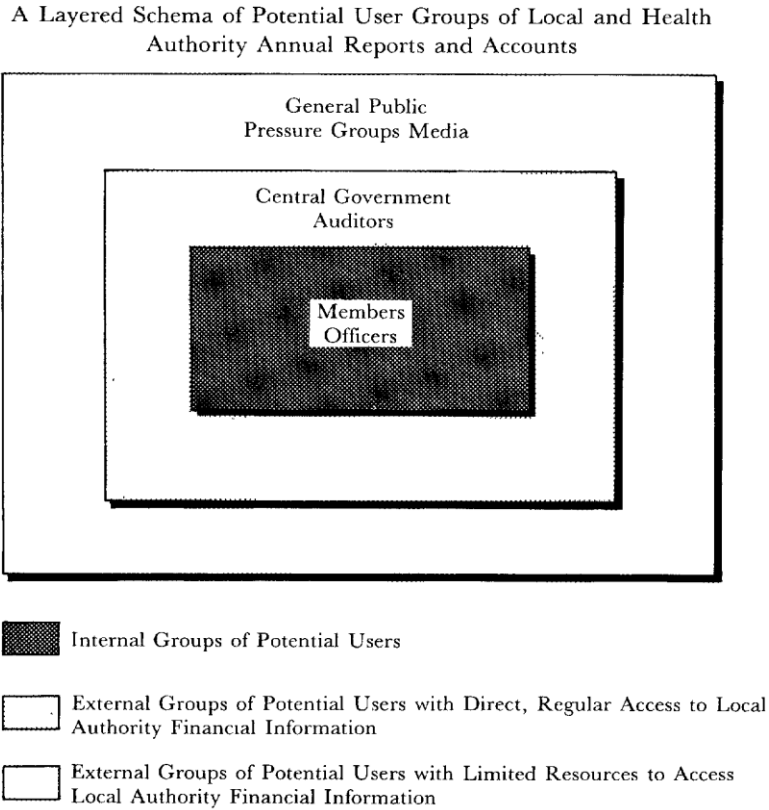 A Layered Schema of Potential User Groups of Local and Health
Authority Annual Reports and Accounts
General Public
Pressure Groups Media
Central Government
Auditors
Members
Officers
Internal Groups of Potential Users
External Groups of Potential Users with Direct, Regular Access to Local
Authority Financial Information
External Groups of Potential Users with Limited Resources to Access
Local Authority Financial Information